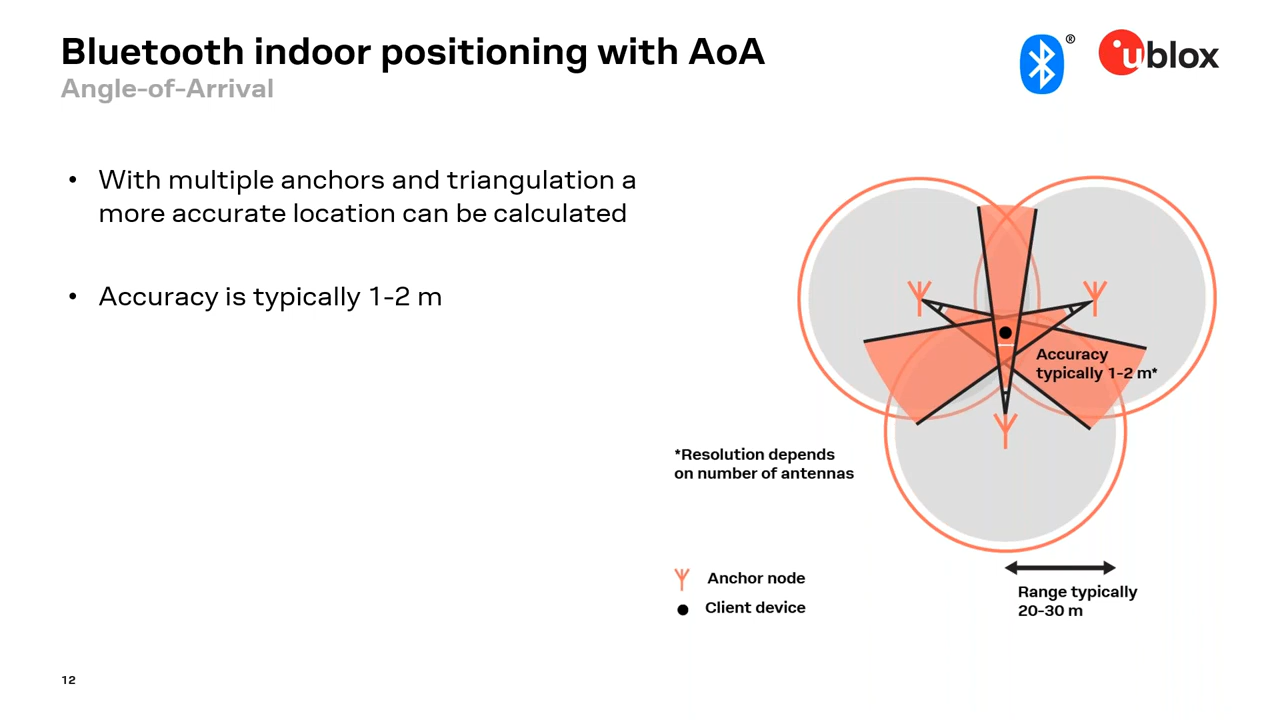 Bluetooth indoor positioning with AoA
Angle-of-Arrival
®
ublox
• With multiple anchors and triangulation a
more accurate location can be calculated
• Accuracy is typically 1-2 m
Accuracy
typically 1-2 m*
*Resolution depends
on number of antennas
Anchor node
Client device
Range typically
20-30 m
12